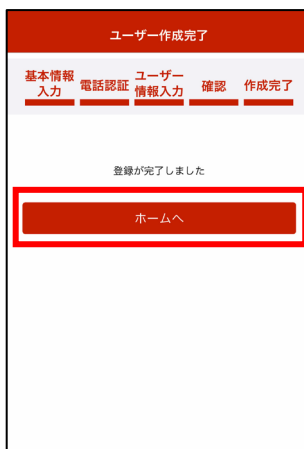 ユーザー作成完了
基本情報
入力
電話認証
ユーザー
情報入力
確認
作成完了
登録が完了しました
ホームへ